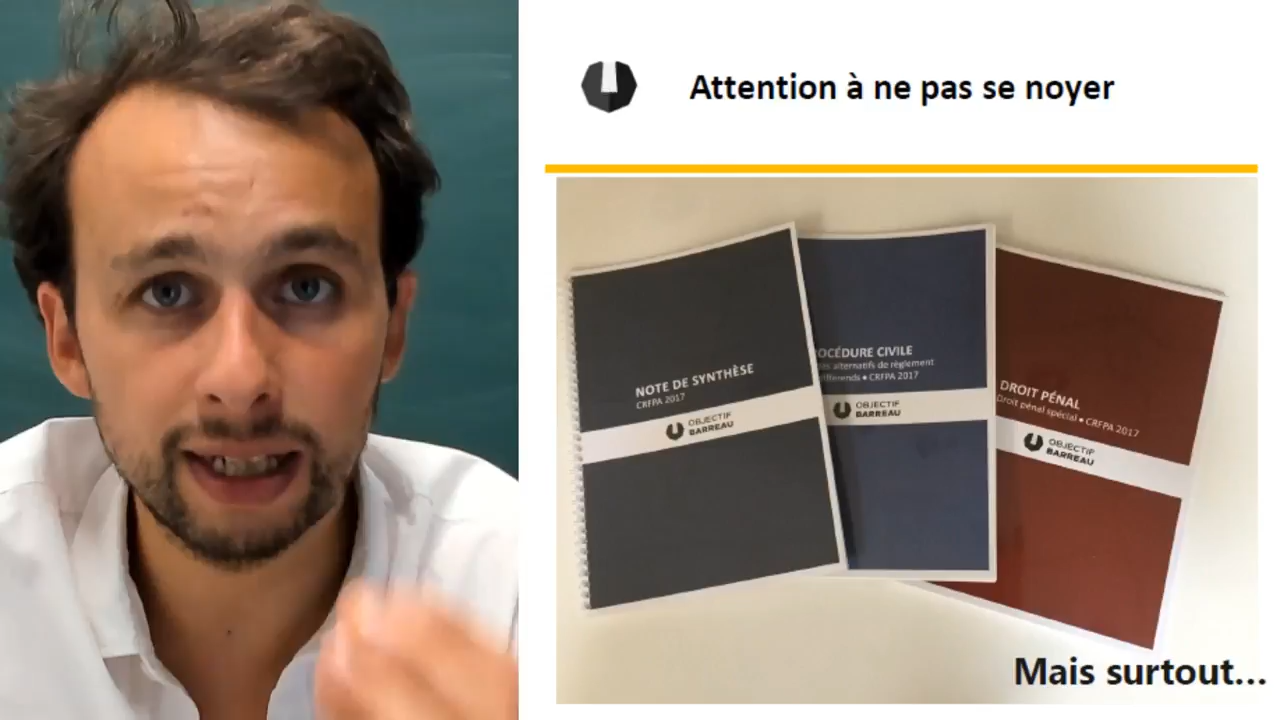 Attention à ne pas se noyer
NOTE DE SYNTHÈSE
CRFPA 2017
OBJECTIF
BARREAU
CIVILE
alternatifs de règlement
• CRFPA 2017
OBJECTIF
BARREAU
DROIT PÉNAL
Droit pénal spécial • CRFPA 2017
OBJECTIF
BARREAU
Mais surtout...